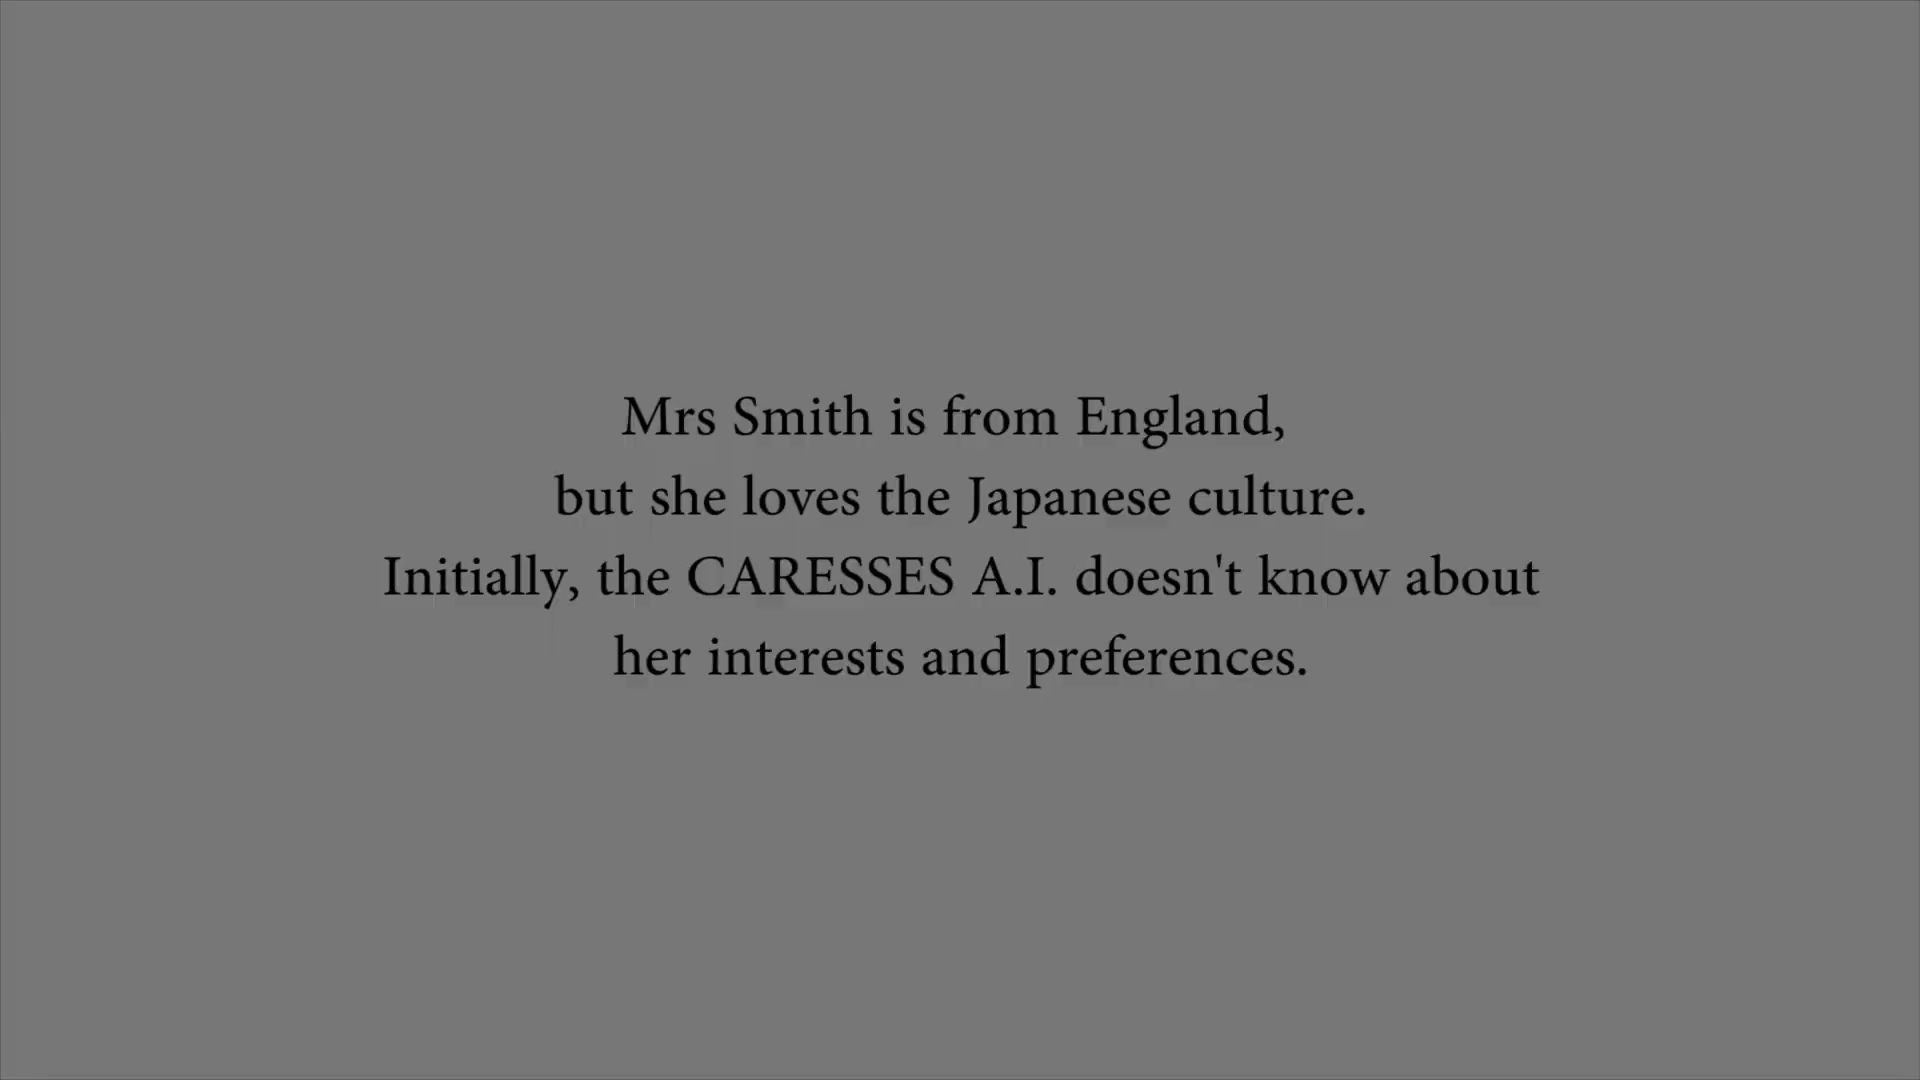 Mrs Smith is from England,
but she loves the Japanese culture.
Initially, the CARESSES A.I. doesn't know about
her interests and preferences.